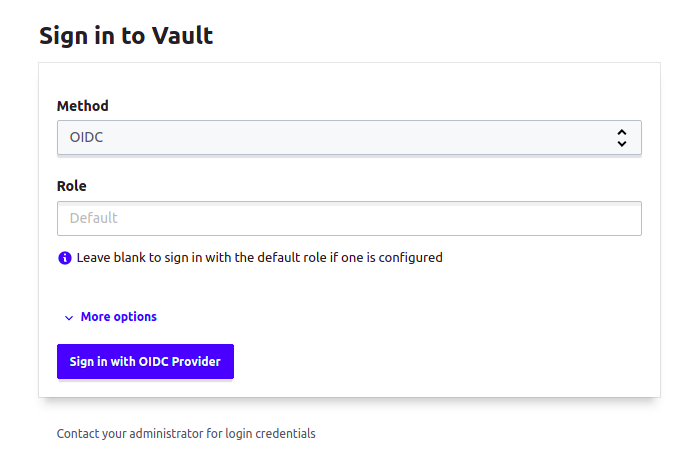 Sign in to Vault
Method
OIDC
Role
Default
Leave blank to sign in with the default role if one is configured
More options
Sign in with OIDC Provider
Contact your administrator for login credentials